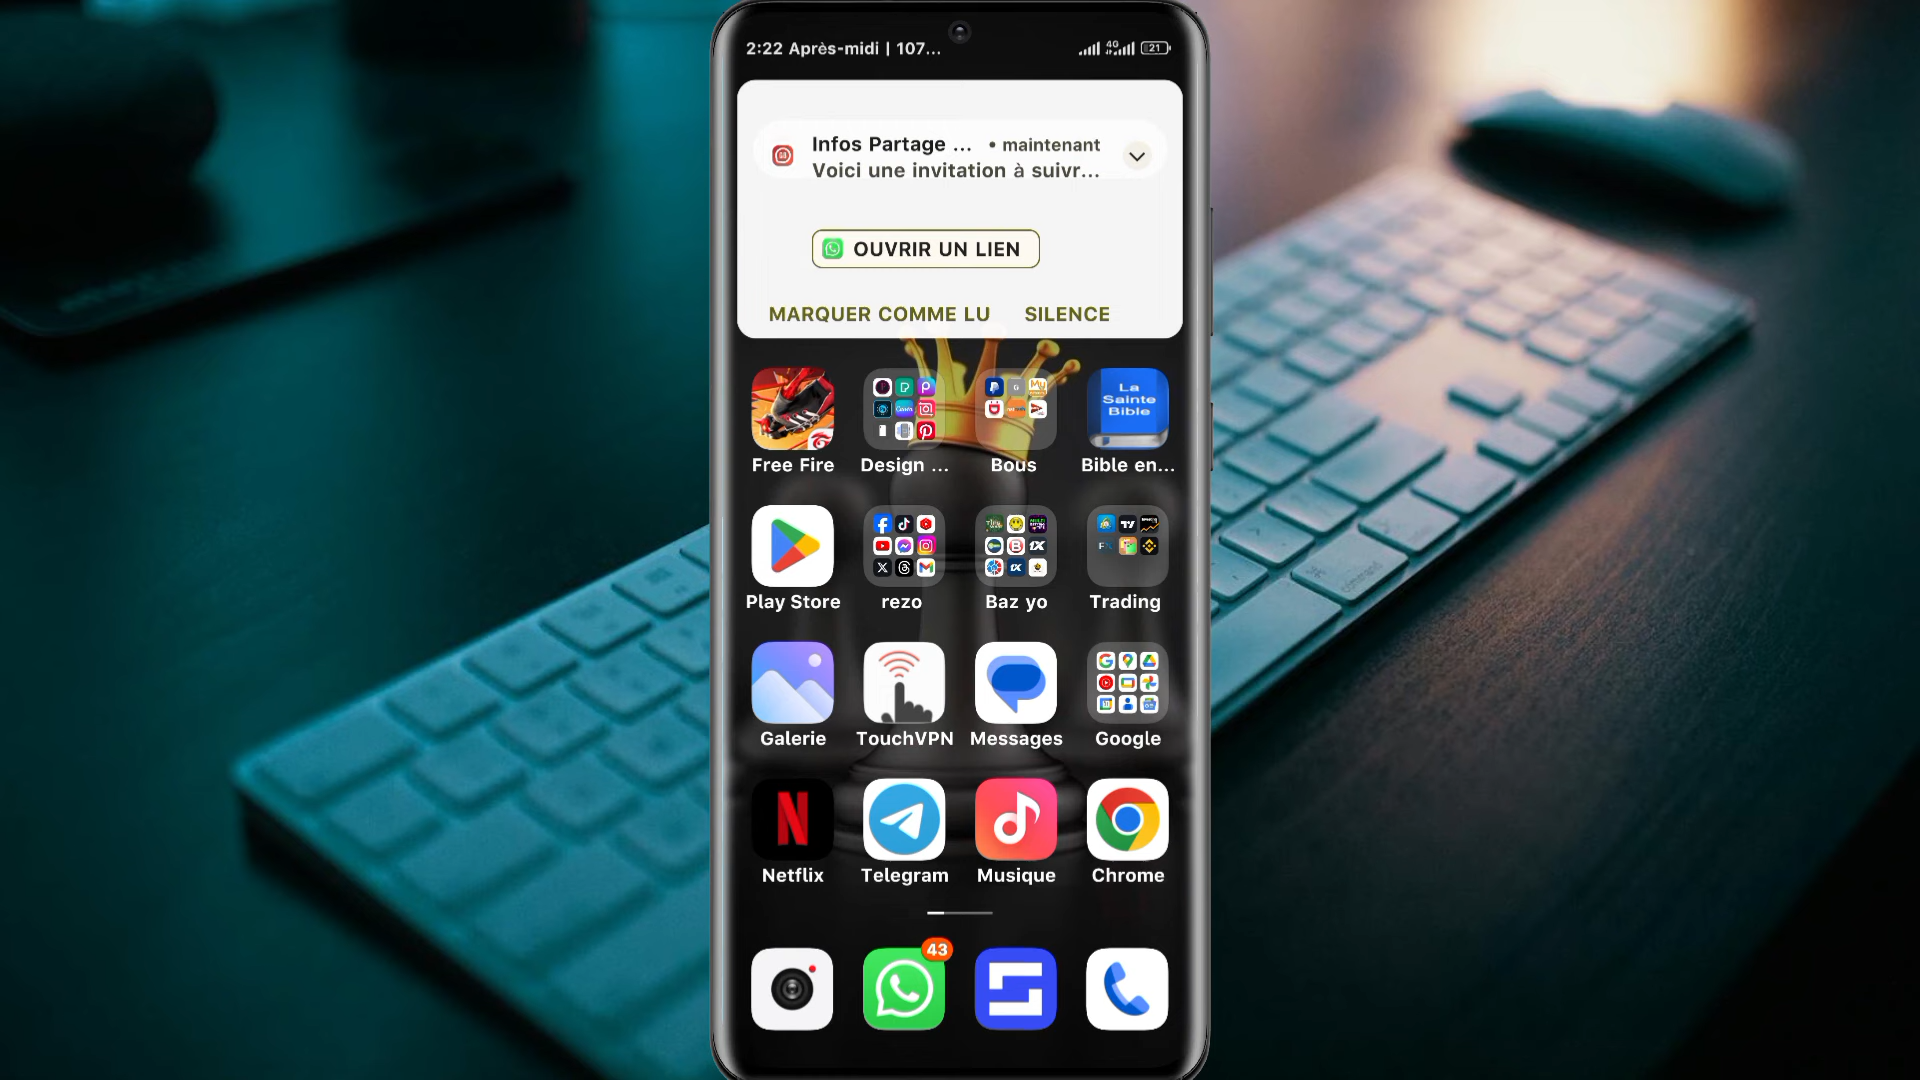 2:22 Après-midi | 107...
4G
21
Infos Partage ... • maintenant
Voici une invitation à suivr...
OUVRIR UN LIEN
MARQUER COMME LU SILENCE
La
Sainte
Bible
Free Fire Design ... Bous Bible en...
Play Store rezo Baz yo Trading
Galerie TouchVPN Messages Google
N
Netflix Telegram Musique Chrome
43